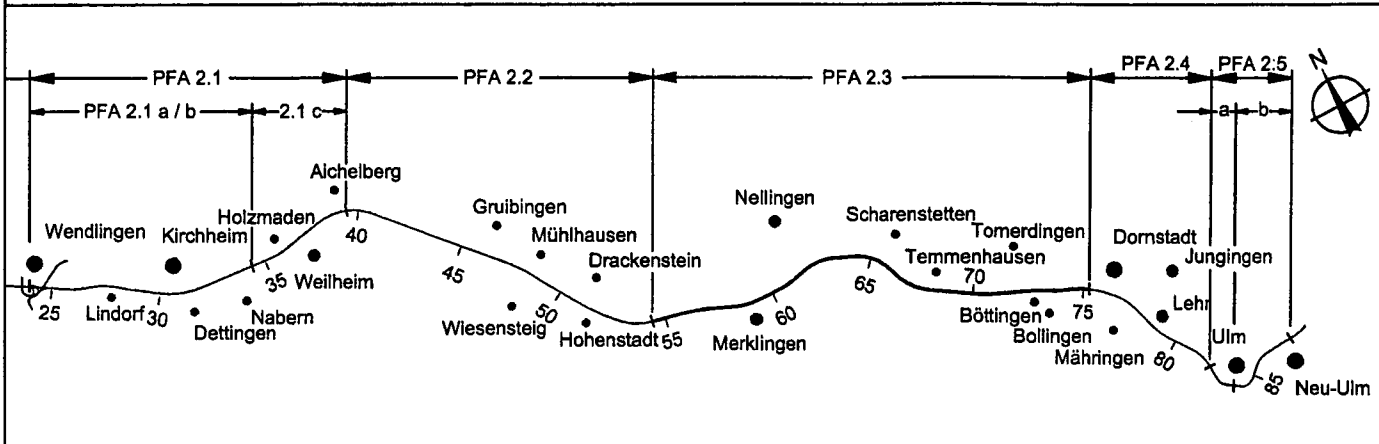 PFA 2.1
PFA 2.2
PFA 2.3
PFA 2.4
PFA 2.5
N
PFA 2.1 a / b
2.1 c
a
b
Aichelberg
Wendlingen
Kirchheim
Holzmaden
Weilheim
Lindorf
Dettingen
Nabern
Gruibingen
Mühlhausen
Drackenstein
Wiesensteig
Hohenstadt
Nellingen
Merklingen
Scharenstetten
Temmenhausen
Tomerdingen
Böttingen
Bollingen
Mähringen
Dornstadt
Jungingen
Lehr
Ulm
Neu-Ulm
25
30
35
40
45
50
55
60
65
70
75
80
85